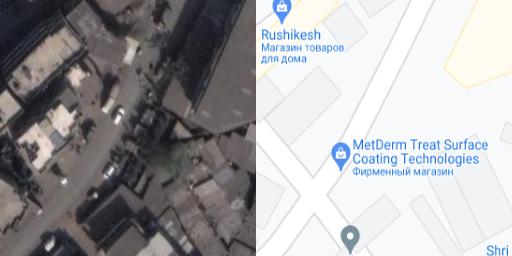 Rushikesh
Магазин товаров
для дома
MetDerm Treat Surface
Coating Technologies
Фирменный магазин
Shri